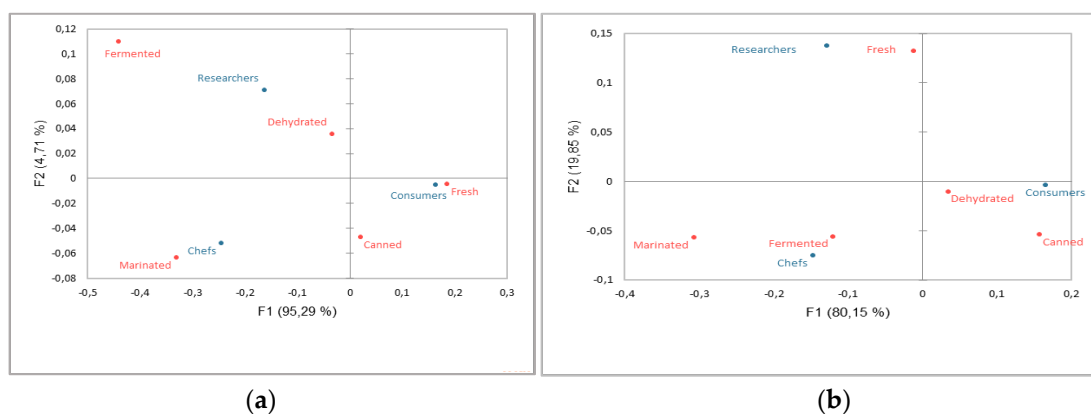 0,12
0,1
0,08
0,06
0,04
0,02
0
-0,02
-0,04
-0,06
-0,08
F2 (4,71 %)
Fermented
Researchers
Dehydrated
Consumers
Fresh
Canned
Chefs
Marinated
-0,5 -0,4 -0,3 -0,2 -0,1 0 0,1 0,2 0,3
F1 (95,29 %)
(a)
0,15
0,1
0,05
0
-0,05
-0,1
F2 (19,85 %)
Researchers
Fresh
Dehydrated
Consumers
Marinated
Fermented
Canned
Chefs
-0,4 -0,3 -0,2 -0,1 0 0,1 0,2
F1 (80,15 %)
(b)